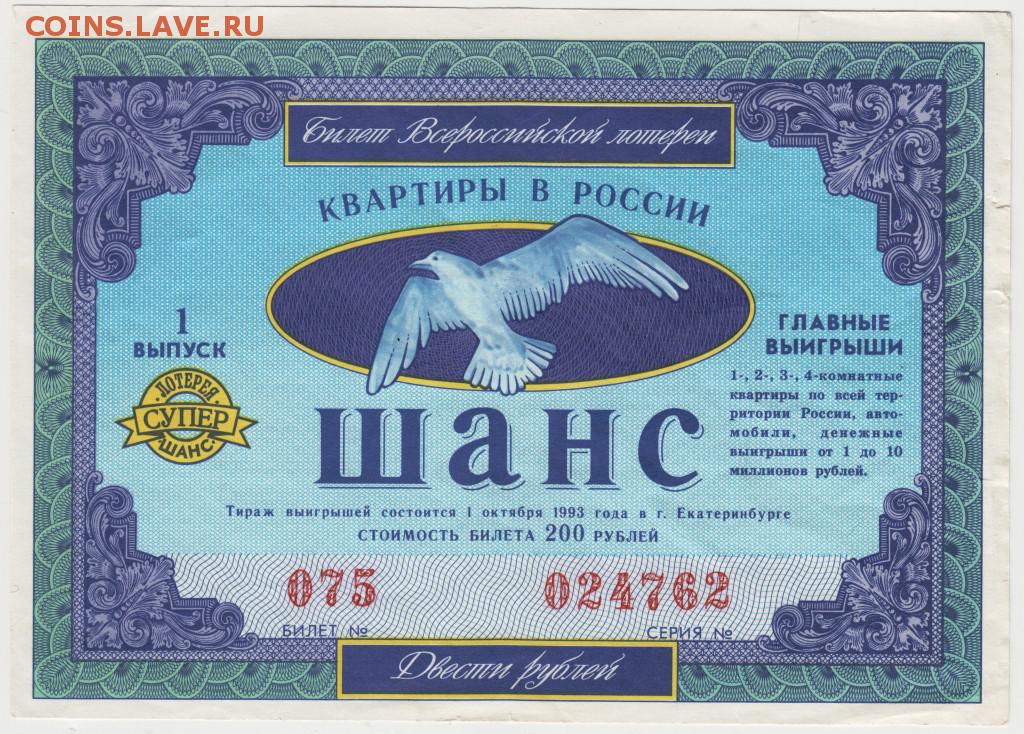 COINS.LAVE.RU
Билет Всероссийской лотереи
КВАРТИРЫ В РОССИИ
1
ВЫПУСК
ЛОТЕРЕЯ
СУПЕР
ШАНС
ГЛАВНЫЕ
ВЫИГРЫШИ
1-, 2-, 3-, 4-комнатные
квартиры по всей тер-
ритории России, авто-
мобили, денежные
выигрыши от 1 до 10
миллионов рублей.
ШАНС
Тираж выигрышей состоится 1 октября 1993 года в г. Екатеринбурге
СТОИМОСТЬ БИЛЕТА 200 РУБЛЕЙ
075 024762
БИЛЕТ № СЕРИЯ №
Двести рублей